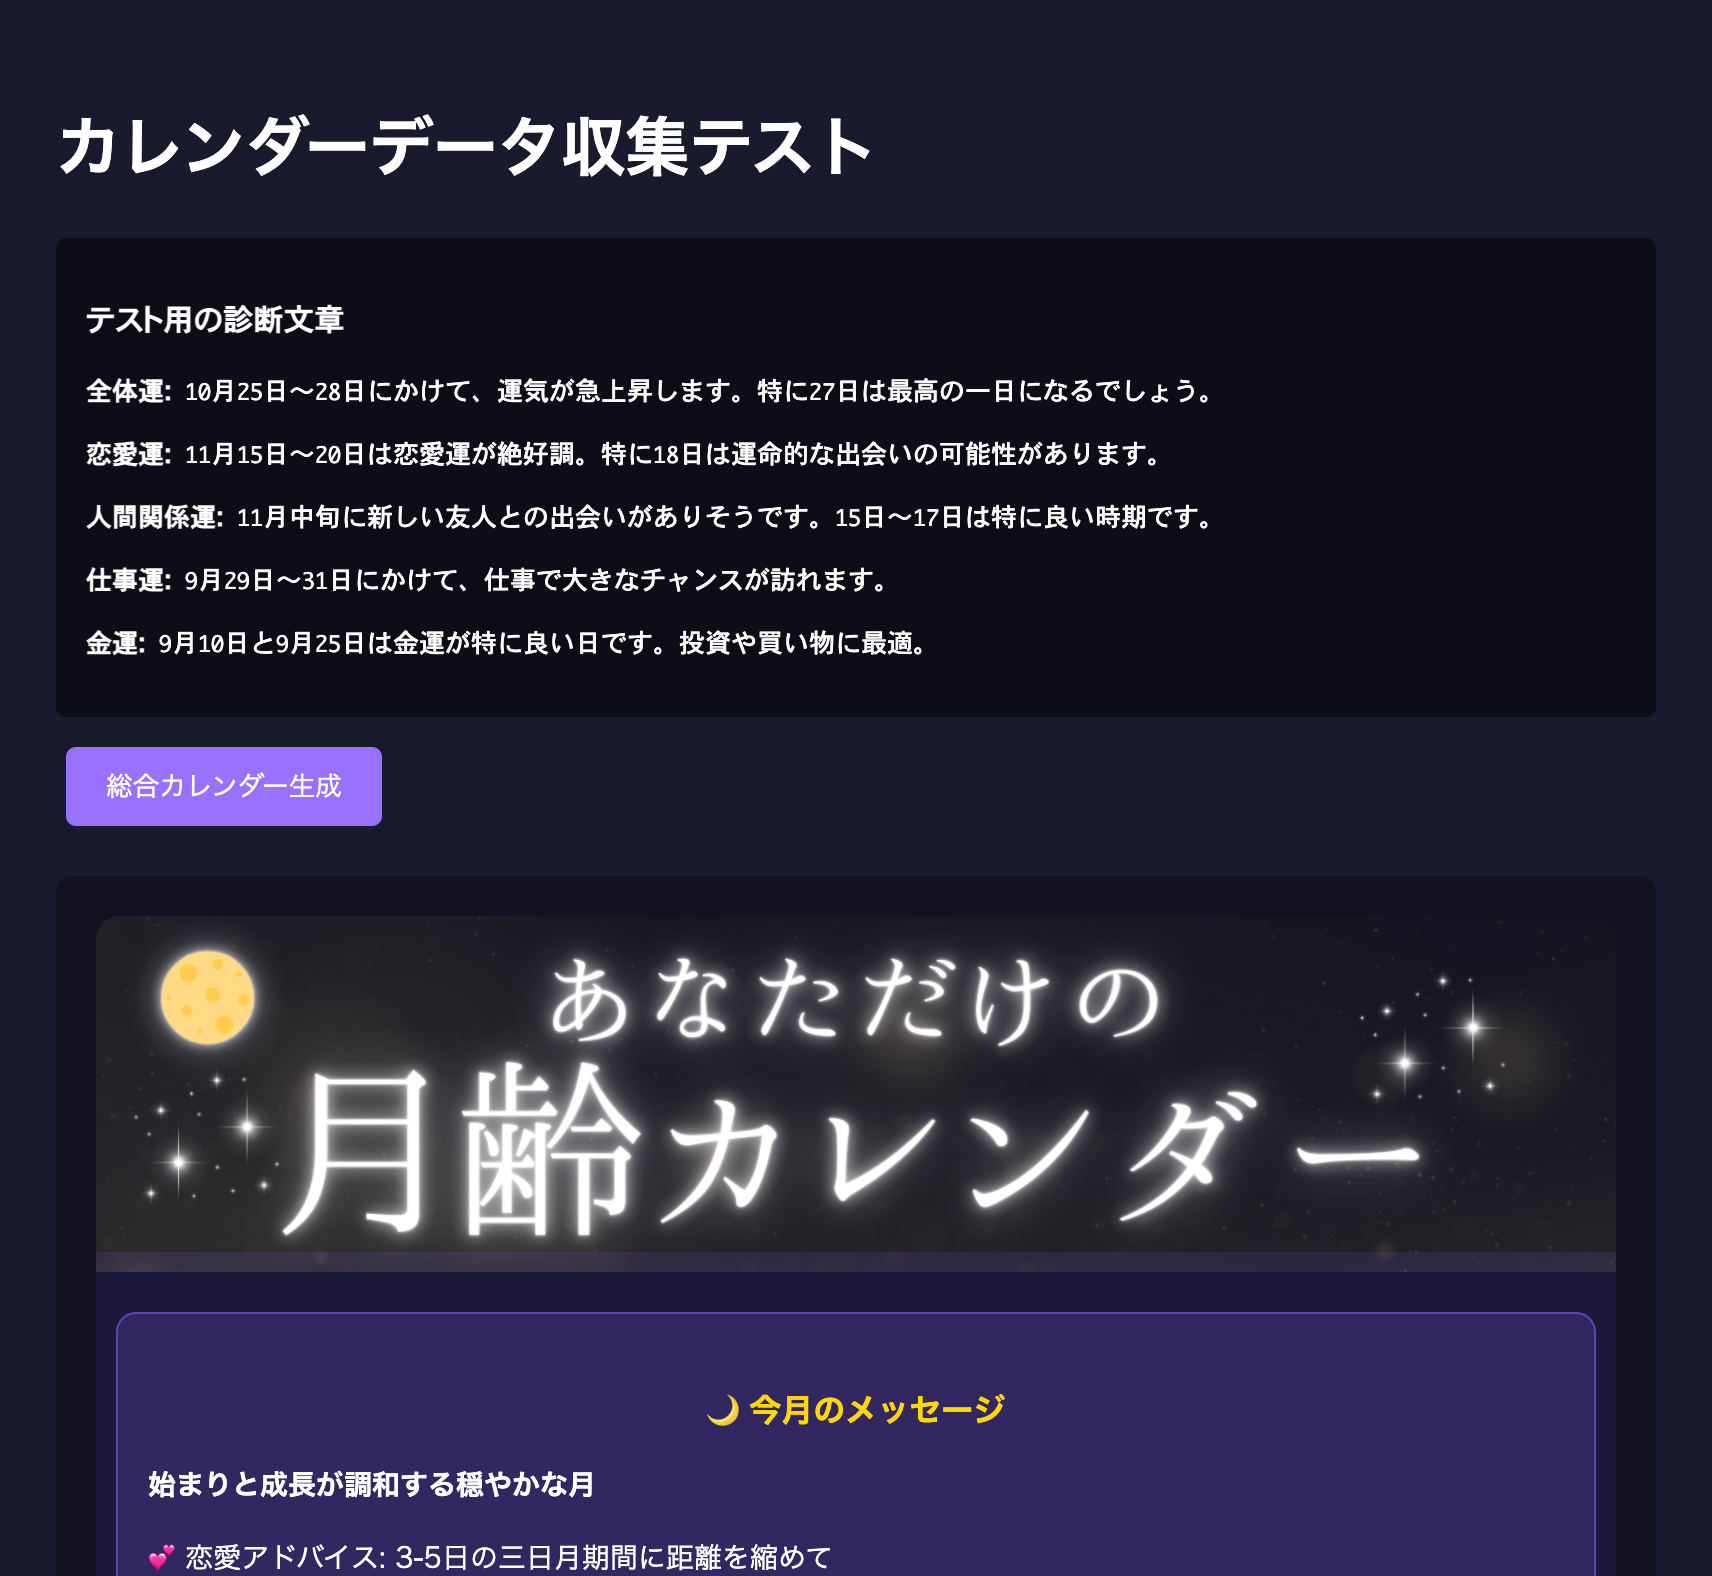 カレンダーデータ収集テスト
テスト用の診断文章
全体運: 10月25日〜28日にかけて、運気が急上昇します。特に27日は最高の一日になるでしょう。
恋愛運: 11月15日〜20日は恋愛運が絶好調。特に18日は運命的な出会いの可能性があります。
人間関係運: 11月中旬に新しい友人との出会いがありそうです。15日〜17日は特に良い時期です。
仕事運: 9月29日〜31日にかけて、仕事で大きなチャンスが訪れます。
金運: 9月10日と9月25日は金運が特に良い日です。投資や買い物に最適。
総合カレンダー生成
あなただけの
月齢カレンダー
🌙 今月のメッセージ
始まりと成長が調和する穏やかな月
💕 恋愛アドバイス: 3-5日の三日月期間に距離を縮めて